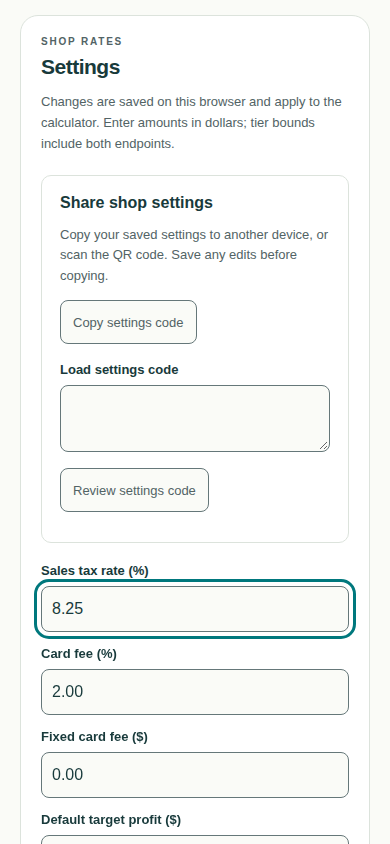 SHOP RATES
Settings
Changes are saved on this browser and apply to the
calculator. Enter amounts in dollars; tier bounds
include both endpoints.
Share shop settings
Copy your saved settings to another device, or
scan the QR code. Save any edits before
copying.
Copy settings code
Load settings code
Review settings code
Sales tax rate (%)
8.25
Card fee (%)
2.00
Fixed card fee ($)
0.00
Default target profit ($)